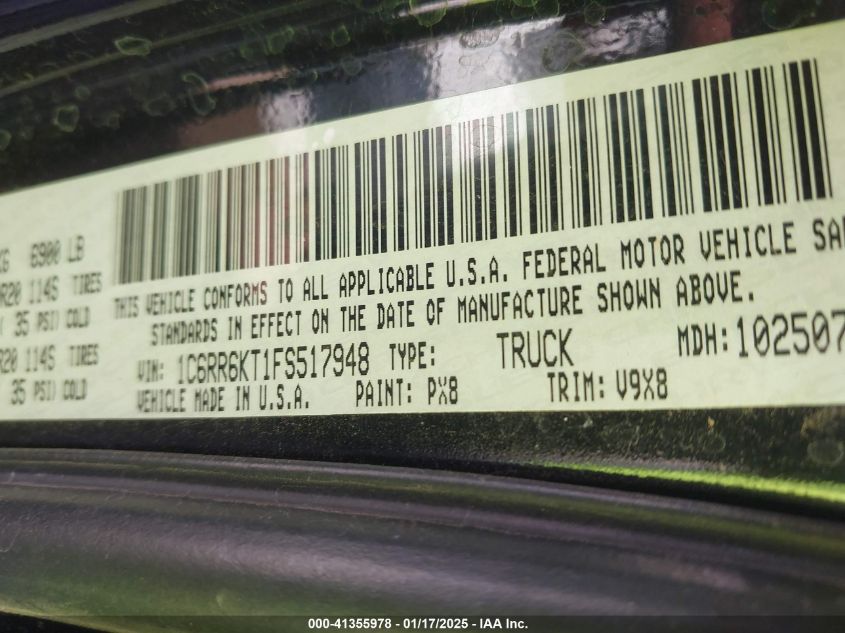 KG 6900 LB
R20 114S TIRES
35 PSI) COLD
R20 114S TIRES
35 PSI) COLD
THIS VEHICLE CONFORMS TO ALL APPLICABLE U.S.A. FEDERAL MOTOR VEHICLE SA
STANDARDS IN EFFECT ON THE DATE OF MANUFACTURE SHOWN ABOVE.
VIN: 1C6RR6KT1FS517948 TYPE: TRUCK MDH: 102507
VEHICLE MADE IN U.S.A. PAINT: PX8 TRIM: V9X8
000-41355978 - 01/17/2025 - IAA Inc.